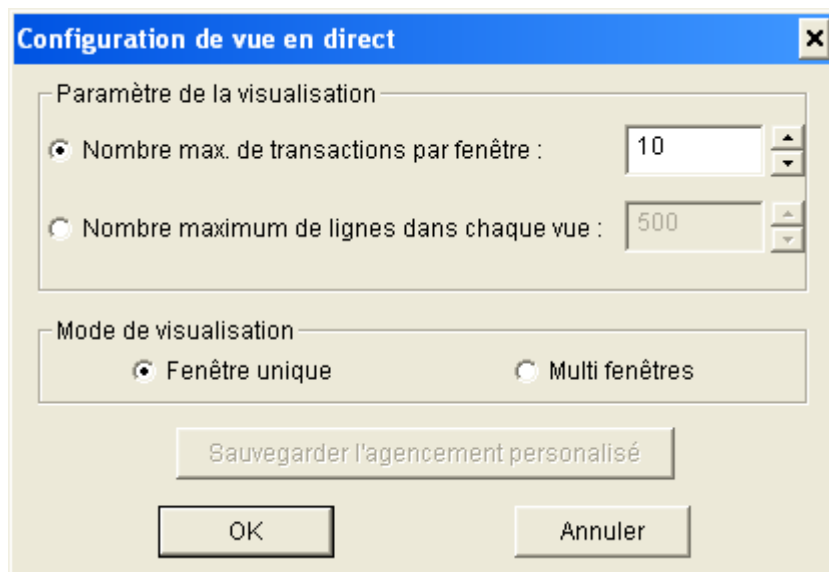 Configuration de vue en direct
Paramètre de la visualisation
Nombre max. de transactions par fenêtre : 10
Nombre maximum de lignes dans chaque vue : 500
Mode de visualisation
Fenêtre unique Multi fenêtres
Sauvegarder l'agencement personalisé
OK Annuler